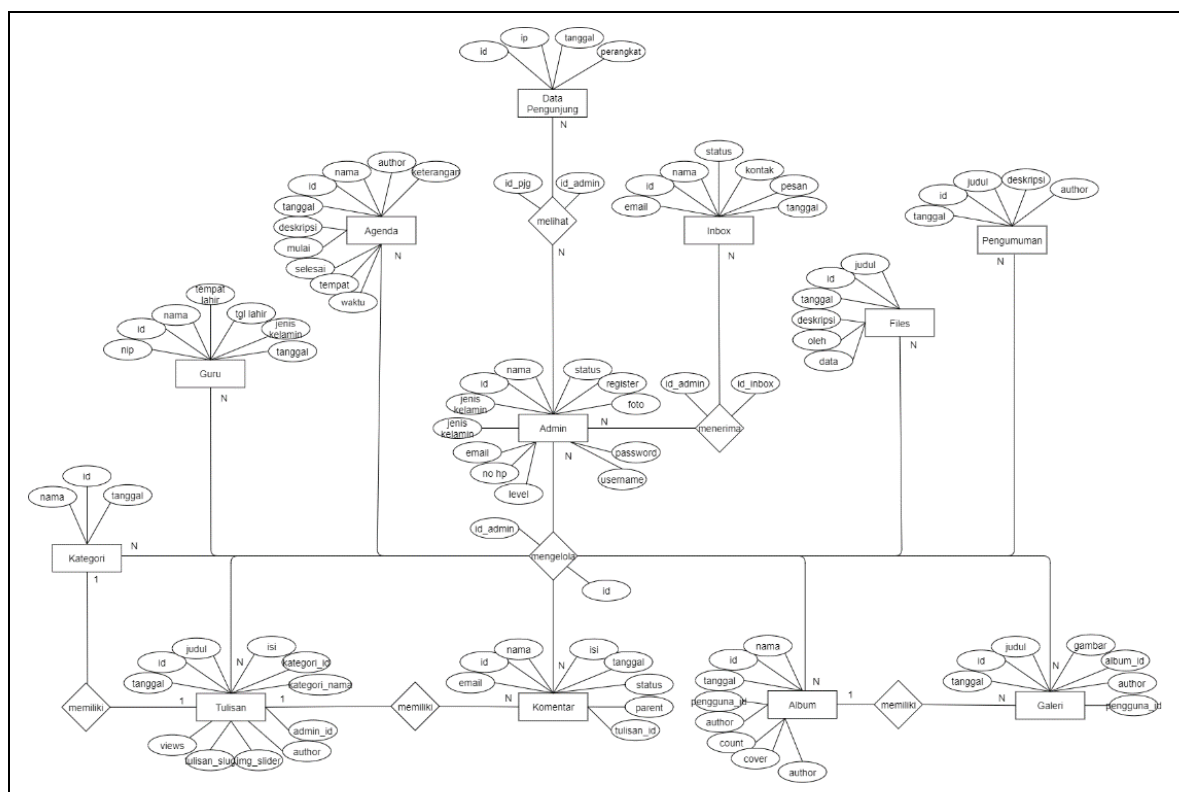 ip
tanggal
id
perangkat
Data
Pengunjung
N
author
nama
keterangan
id
tanggal
deskripsi
Agenda
mulai
N
selesai
tempat
waktu
id_pjg
id_admin
melihat
N
status
nama
kontak
id
pesan
email
tanggal
Inbox
N
judul
deskripsi
id
author
tanggal
Pengumuman
N
judul
id
tanggal
deskripsi
Files
oleh
N
data
tempat
lahir
nama
tgl lahir
id
jenis
kelamin
nip
tanggal
Guru
N
nama
status
id
register
jenis
kelamin
foto
jenis
kelamin
Admin
N
email
N
password
no hp
username
level
id_admin
id_inbox
menerima
id
nama
tanggal
N
Kategori
1
id_admin
mengelola
id
memiliki
judul
isi
id
N
kategori_id
tanggal
kategori_nama
1
Tulisan
1
admin_id
views
author
tulisan_slug
img_slider
memiliki
nama
isi
id
N
tanggal
email
status
N
Komentar
parent
tulisan_id
nama
id
tanggal
N
pengguna_id
Album
1
author
count
cover
author
memiliki
judul
gambar
id
N
album_id
tanggal
author
N
Galeri
pengguna_id